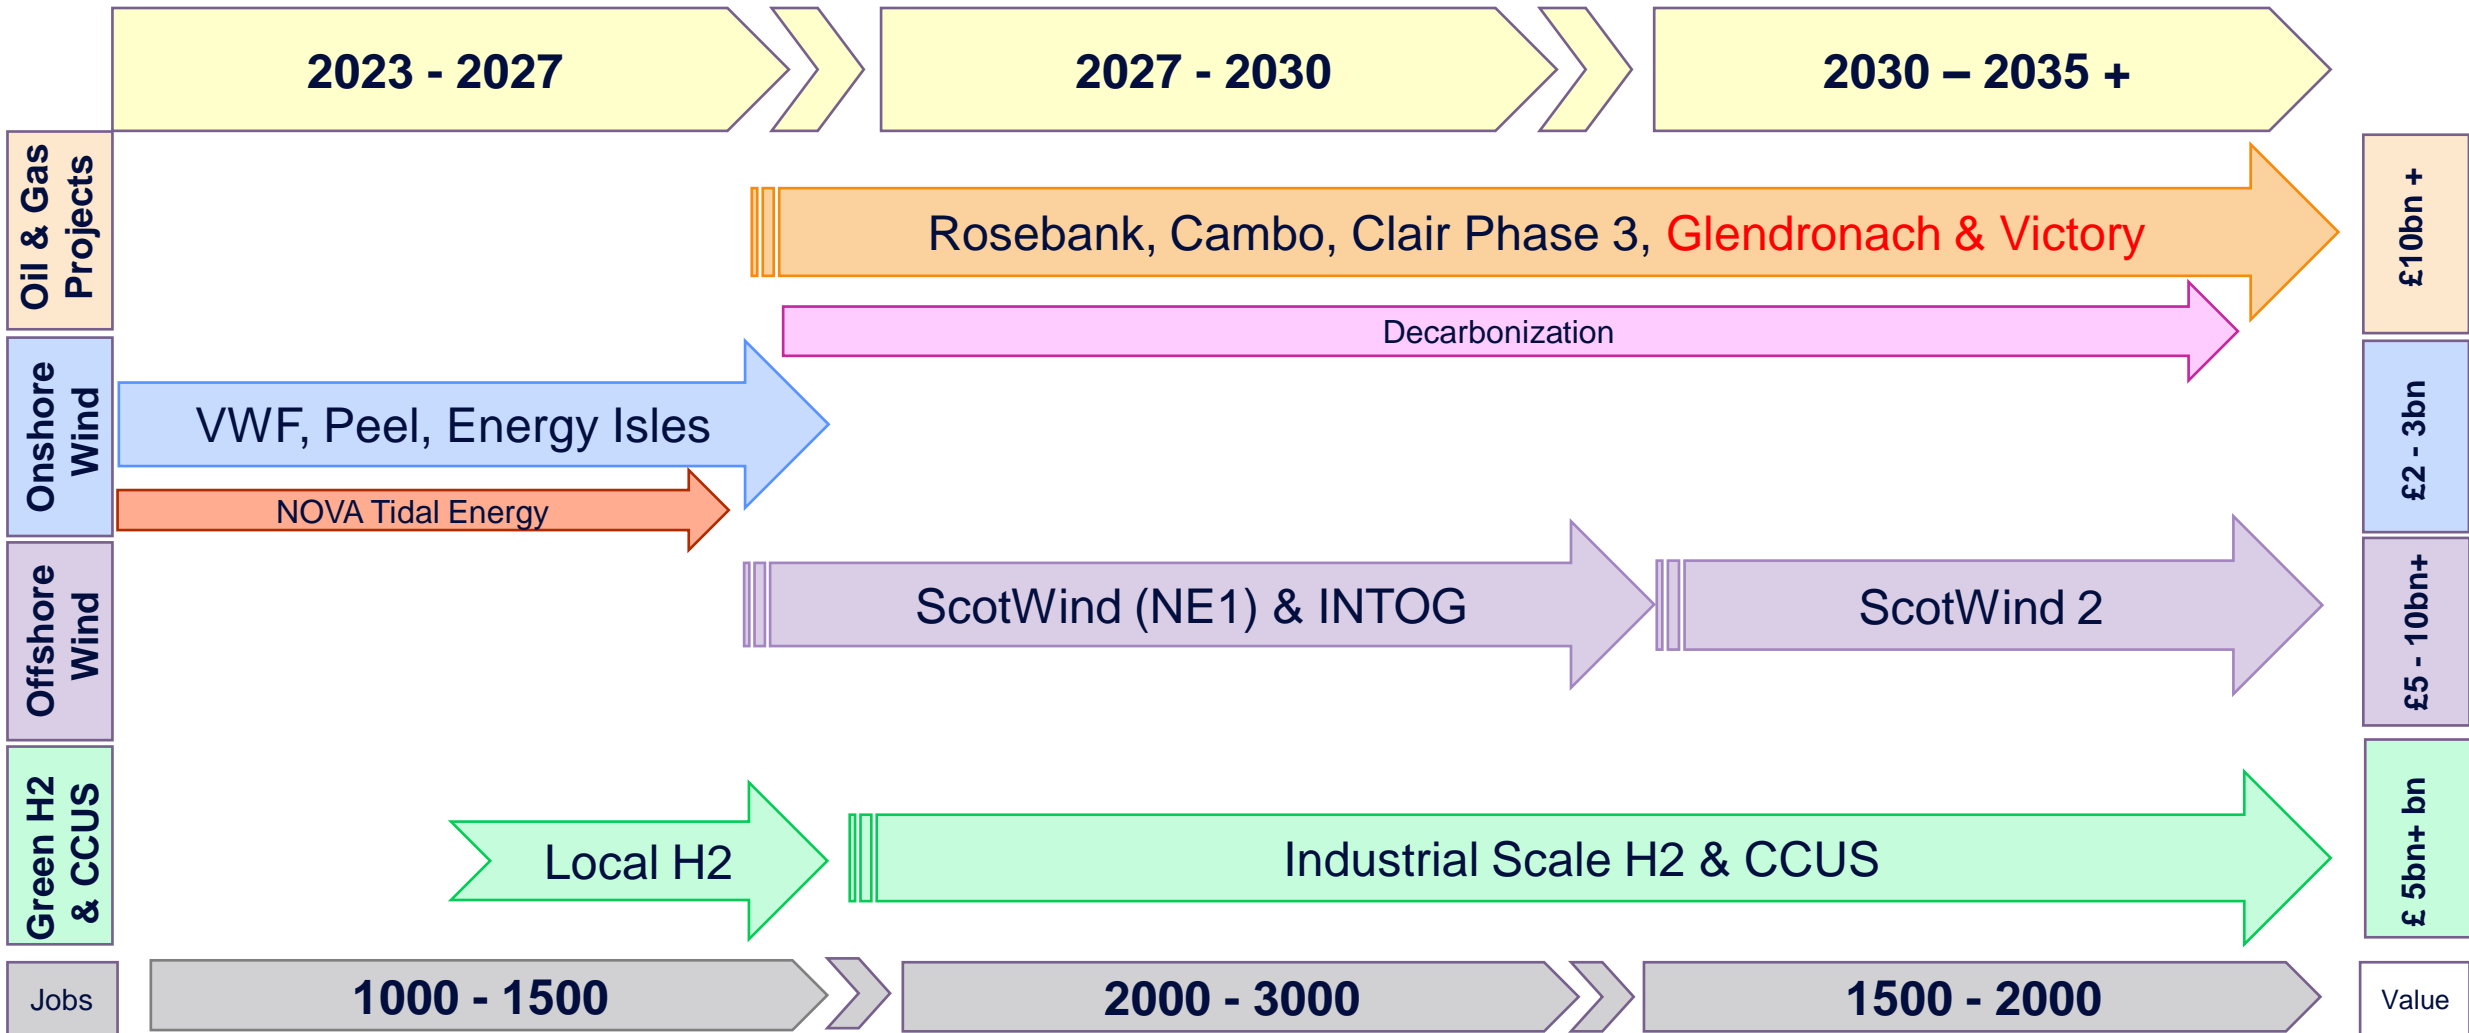 2023 - 2027
2027 - 2030
2030 – 2035 +
Oil & Gas
Projects
Rosebank, Cambo, Clair Phase 3, Glendronach & Victory
£10bn +
Decarbonization
Onshore
Wind
VWF, Peel, Energy Isles
£2 - 3bn
NOVA Tidal Energy
Offshore
Wind
ScotWind (NE1) & INTOG
ScotWind 2
£5 - 10bn+
Green H2
& CCUS
Local H2
Industrial Scale H2 & CCUS
£ 5bn+ bn
Jobs
1000 - 1500
2000 - 3000
1500 - 2000
Value